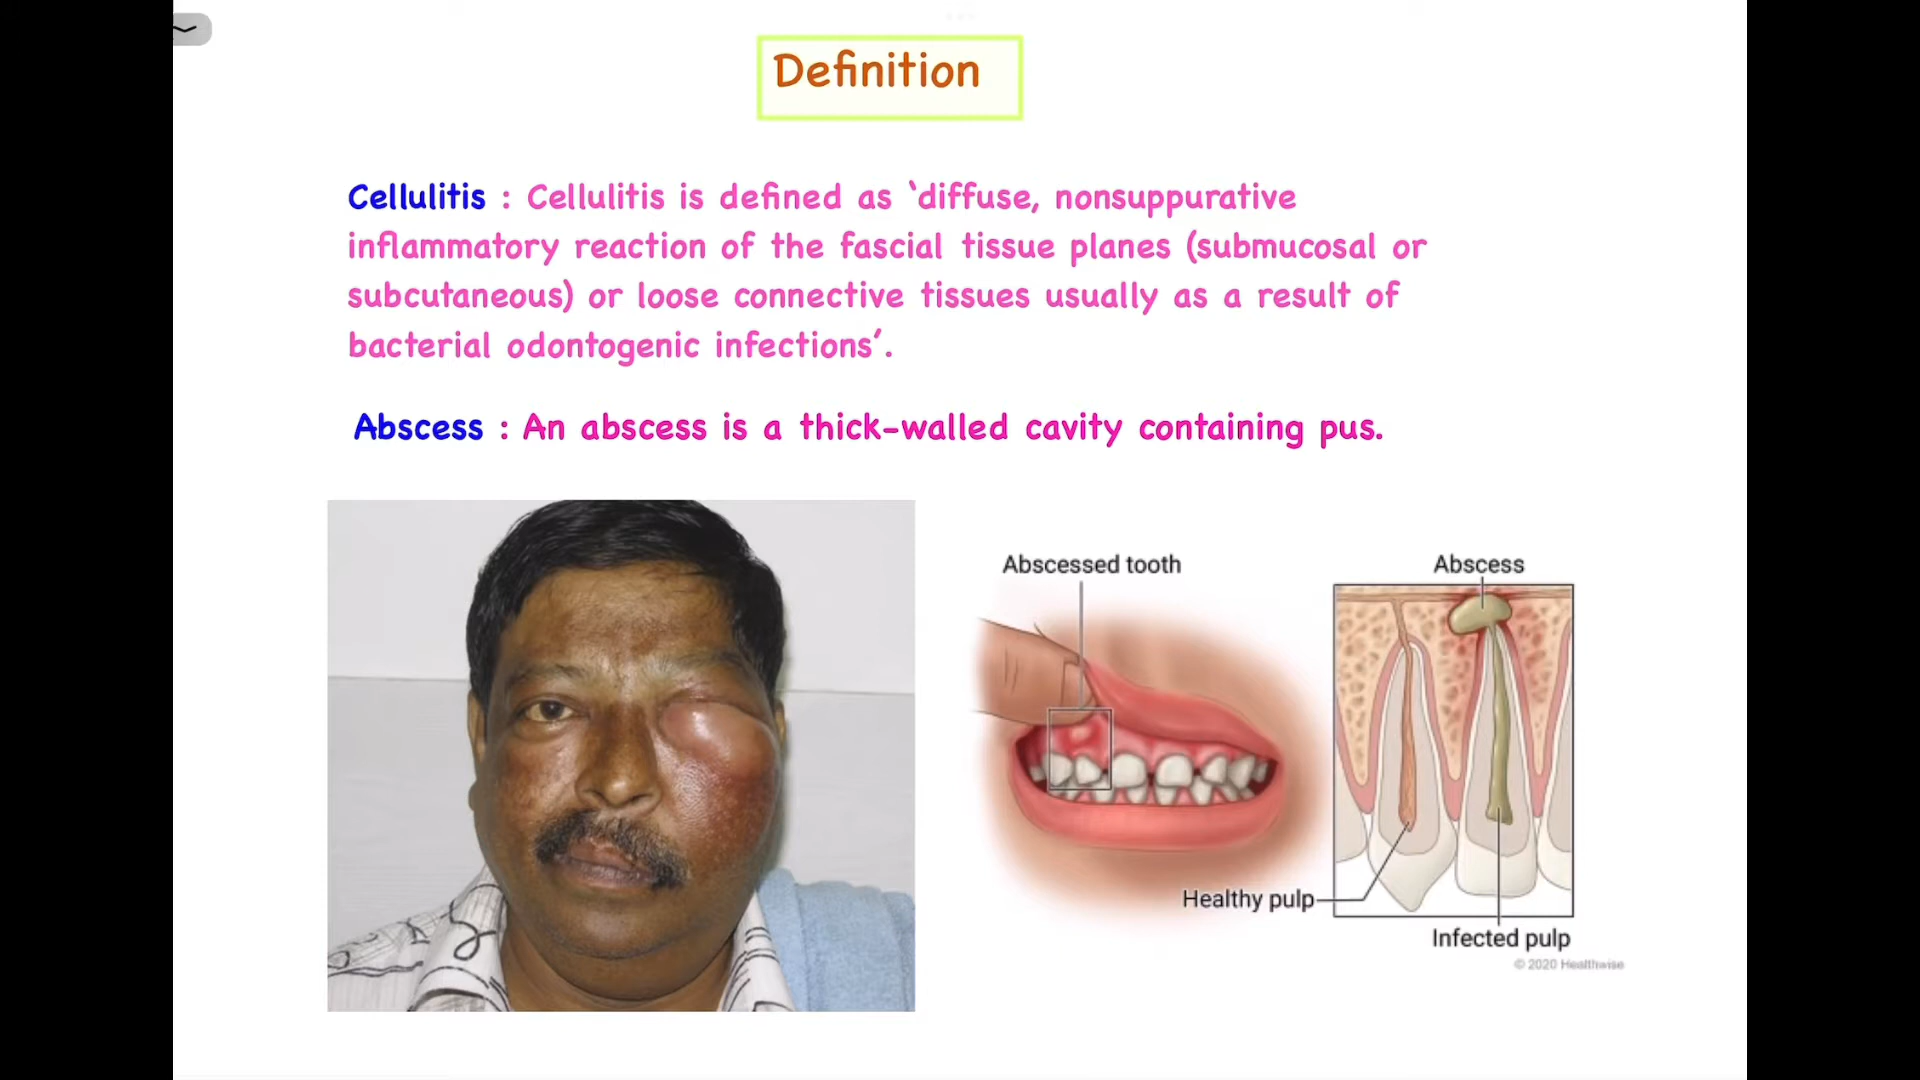 Definition
Cellulitis : Cellulitis is defined as ‘diffuse, nonsuppurative
inflammatory reaction of the fascial tissue planes (submucosal or
subcutaneous) or loose connective tissues usually as a result of
bacterial odontogenic infections’.
Abscess : An abscess is a thick-walled cavity containing pus.
Abscessed tooth
Abscess
Healthy pulp
Infected pulp
© 2020 Healthwise